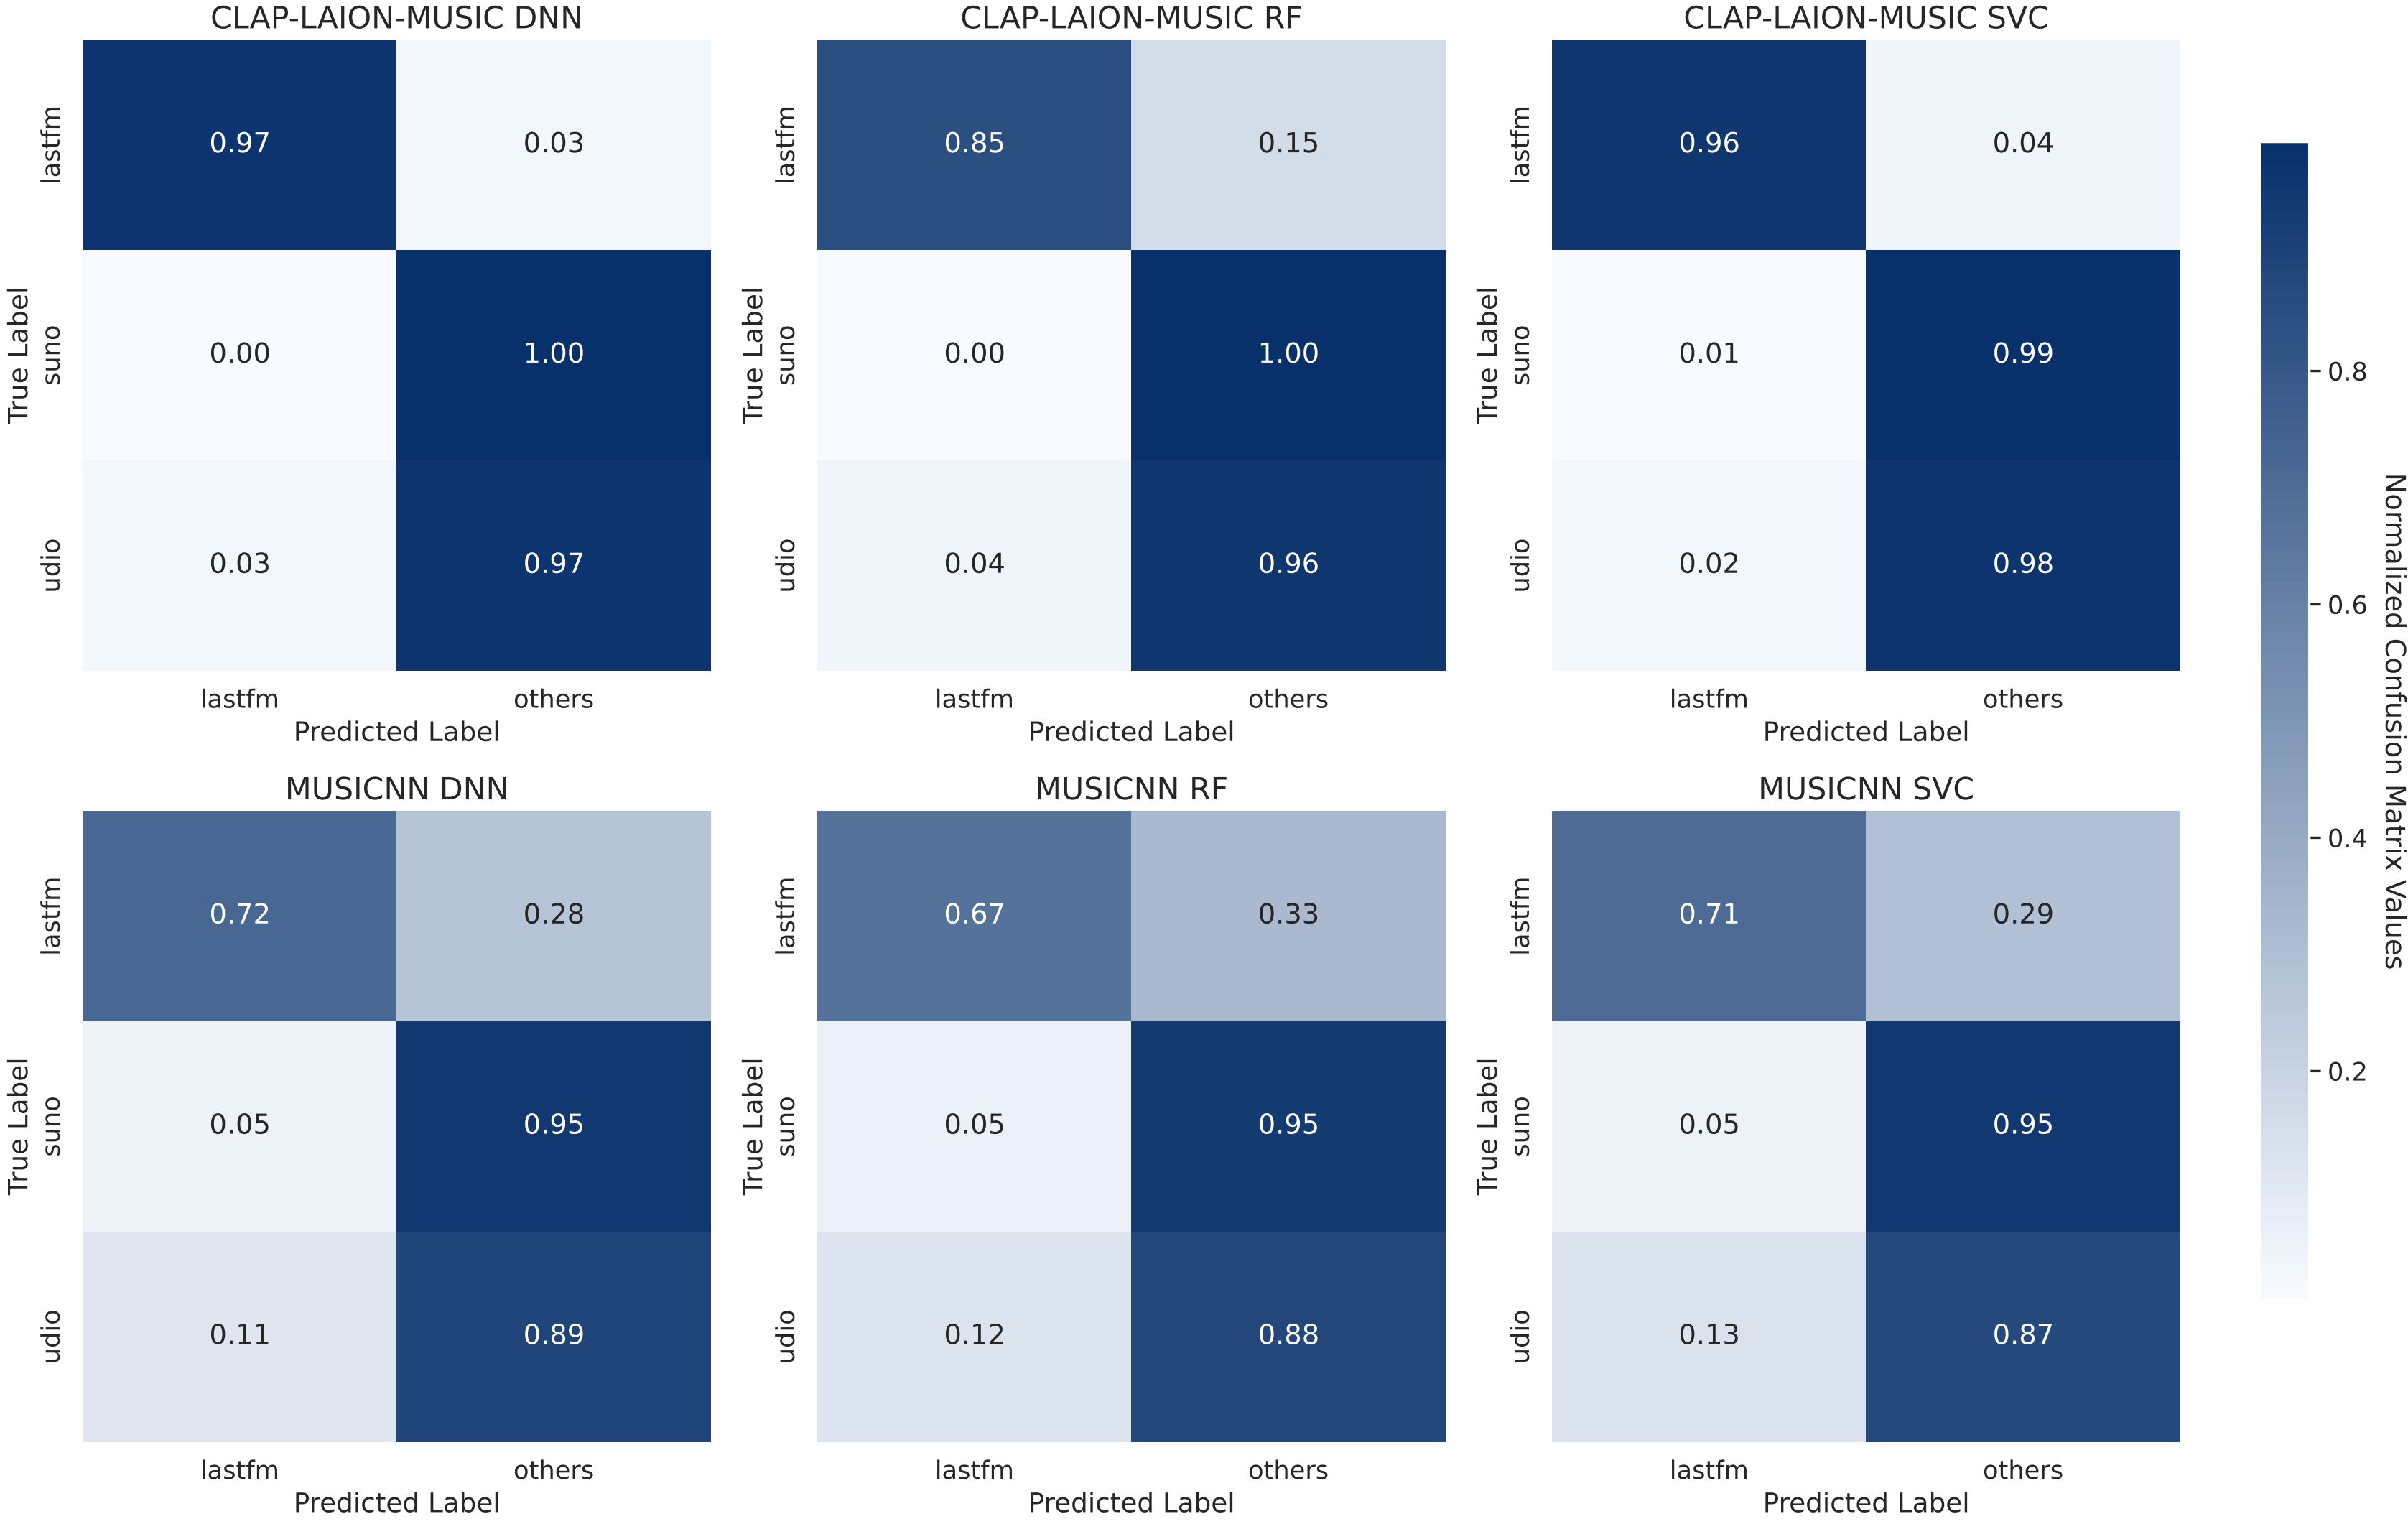 CLAP-LAION-MUSIC DNN
CLAP-LAION-MUSIC RF
CLAP-LAION-MUSIC SVC
True Label
lastfm
suno
udio
0.97 0.03
0.00 1.00
0.03 0.97
lastfm others
Predicted Label
True Label
lastfm
suno
udio
0.85 0.15
0.00 1.00
0.04 0.96
lastfm others
Predicted Label
True Label
lastfm
suno
udio
0.96 0.04
0.01 0.99
0.02 0.98
lastfm others
Predicted Label
MUSICNN DNN
MUSICNN RF
MUSICNN SVC
True Label
lastfm
suno
udio
0.72 0.28
0.05 0.95
0.11 0.89
lastfm others
Predicted Label
True Label
lastfm
suno
udio
0.67 0.33
0.05 0.95
0.12 0.88
lastfm others
Predicted Label
True Label
lastfm
suno
udio
0.71 0.29
0.05 0.95
0.13 0.87
lastfm others
Predicted Label
0.8
0.6
0.4
0.2
Normalized Confusion Matrix Values